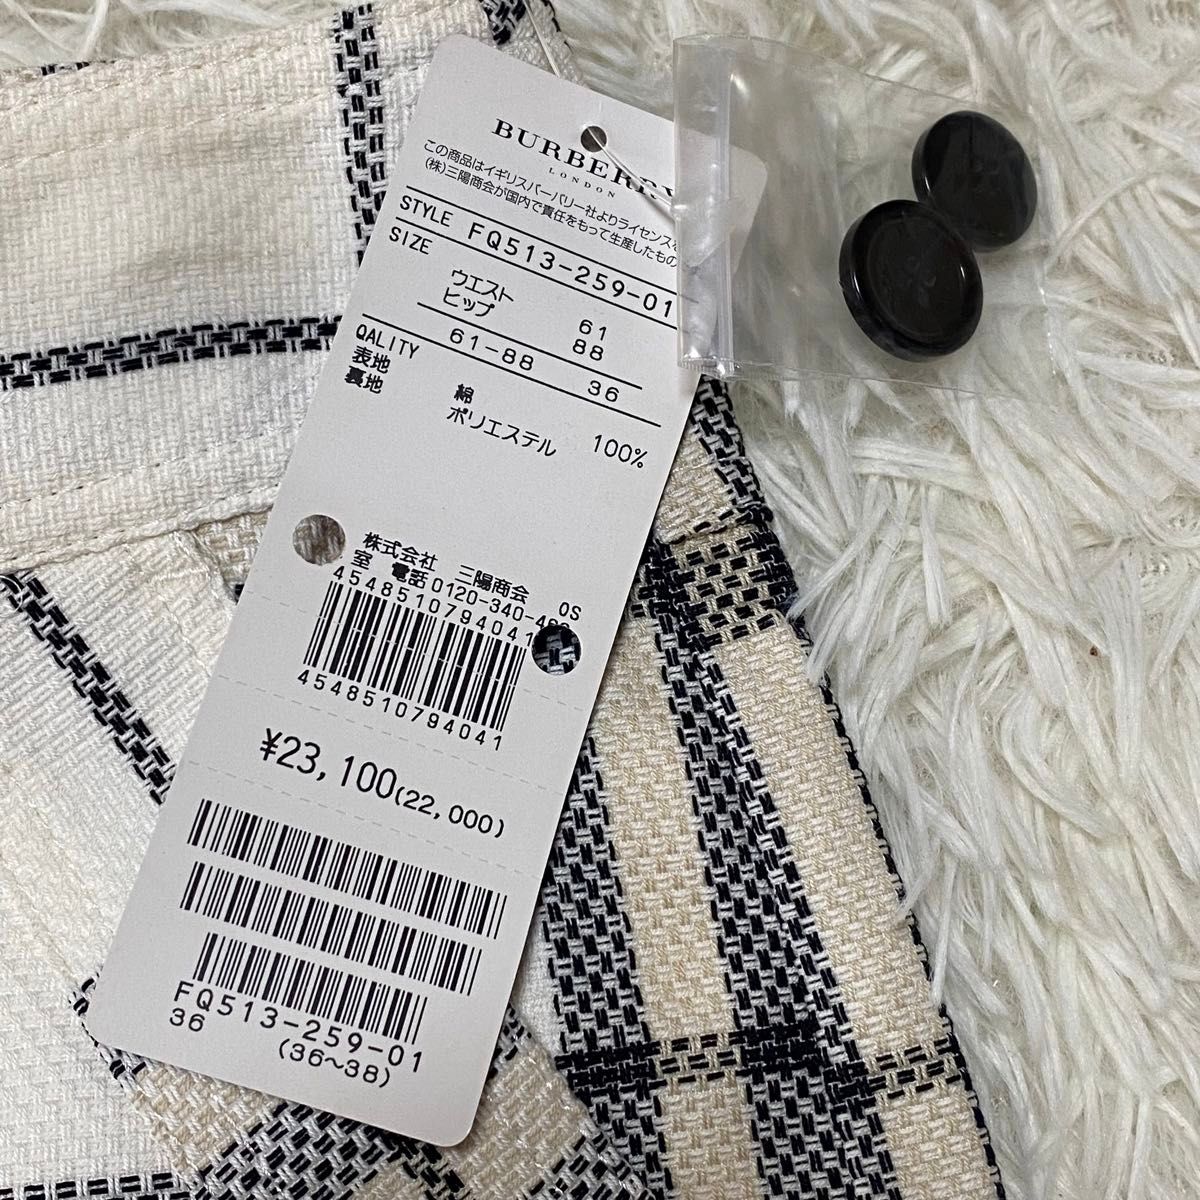 BURBERRY
LONDON
この商品はイギリスバーバリー社よりライセンスを
(株)三陽商会が国内で責任をもって生産したもの
STYLE FQ513-259-01
SIZE
ウエスト 61
ヒップ 88
61-88 36
QALITY
表地 綿 100%
裏地 ポリエステル
株式会社 三陽商会 OS
室 電話0120-340-46
4548510794041
4548510794041
¥23,100(22,000)
FQ513-259-01
36 (36~38)